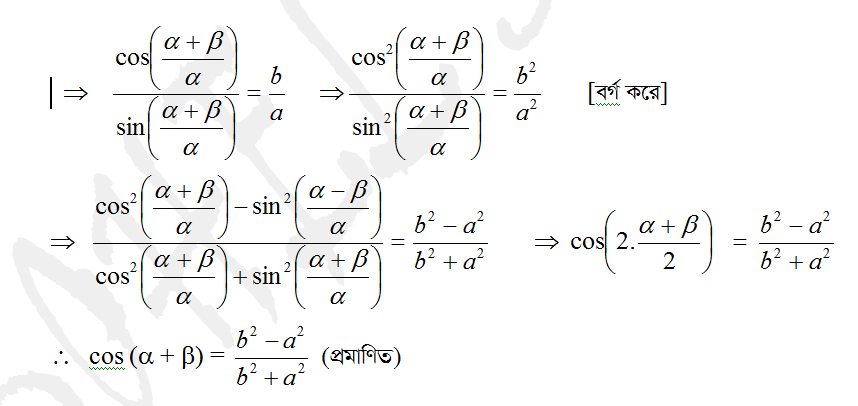 ⇒ cos((α + β)/α) / sin((α + β)/α) = b/a ⇒ cos²((α + β)/α) / sin²((α + β)/α) = b²/a² [বর্গ করে]
⇒ (cos²((α + β)/α) − sin²((α − β)/α)) / (cos²((α + β)/α) + sin²((α + β)/α)) = (b² − a²)/(b² + a²) ⇒ cos(2.(α + β)/2) = (b² − a²)/(b² + a²)
∴ cos (α + β) = (b² − a²)/(b² + a²) (প্রমাণিত)